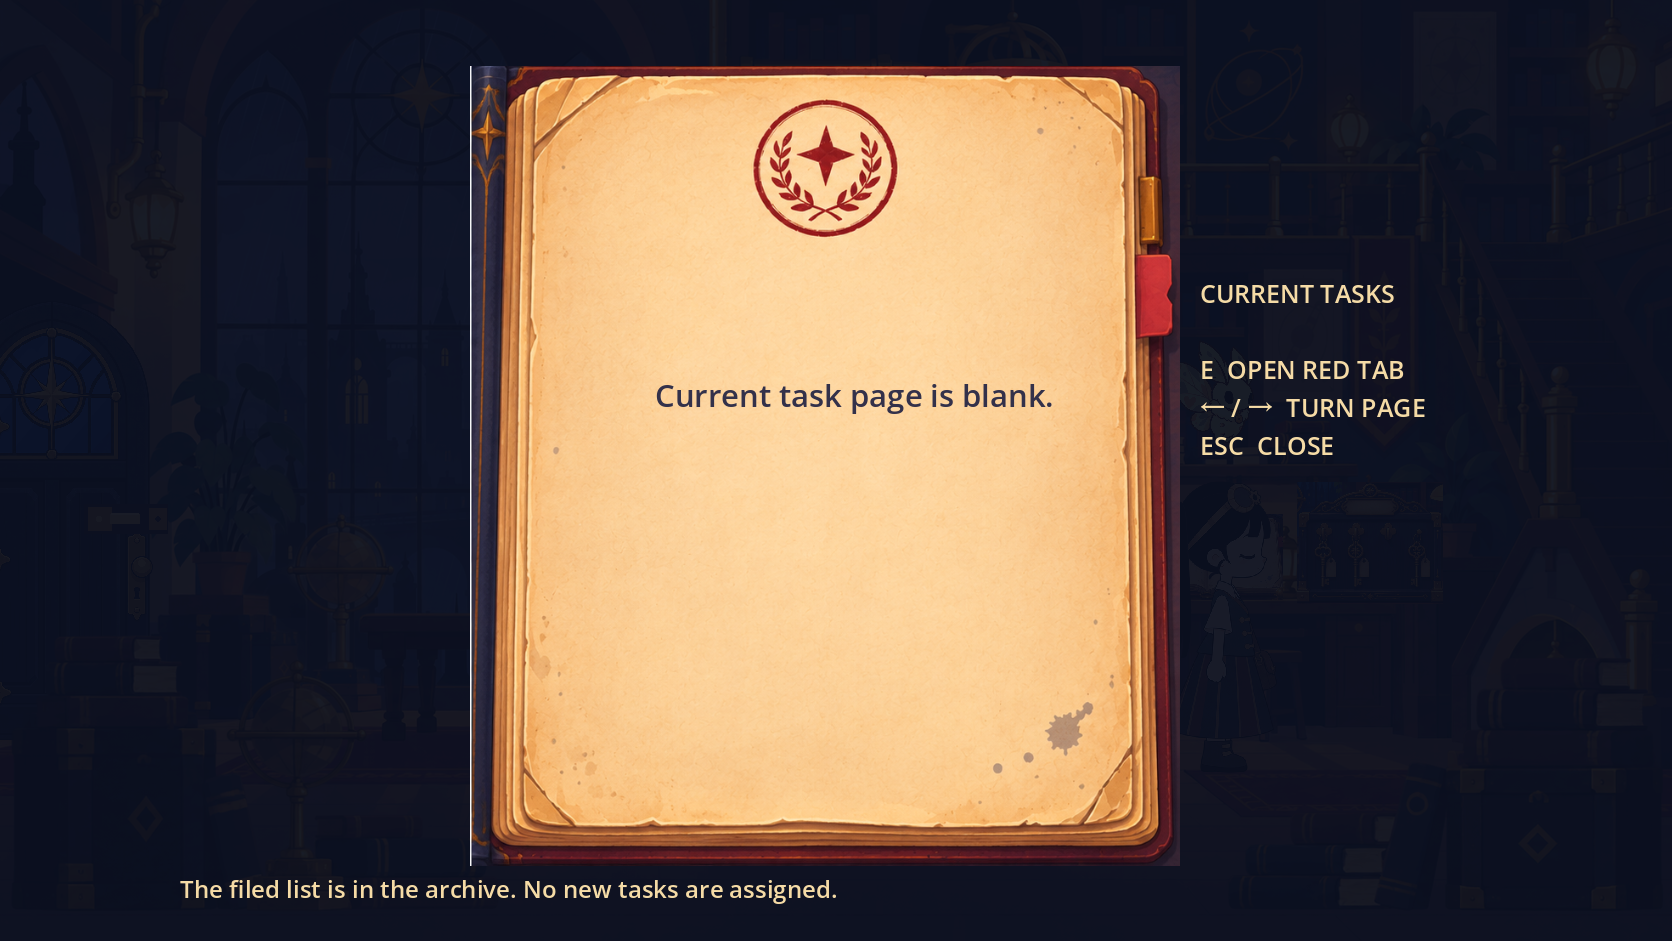 CURRENT TASKS
E OPEN RED TAB
Current task page is blank.
← / → TURN PAGE
ESC CLOSE
The filed list is in the archive. No new tasks are assigned.